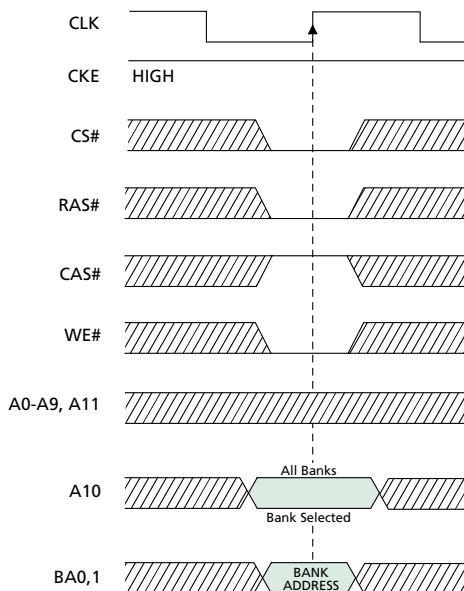 CLK
CKE HIGH
CS#
RAS#
CAS#
WE#
A0-A9, A11
All Banks
A10
Bank Selected
BA0,1 BANK
ADDRESS